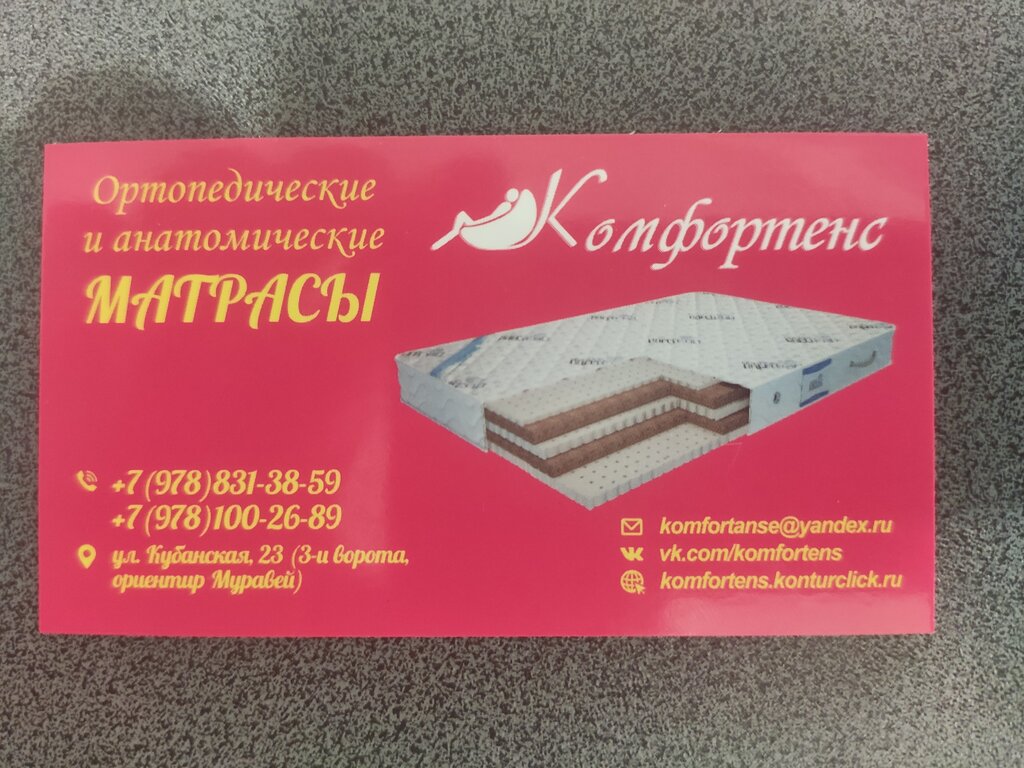 Ортопедические
и анатомические
МАТРАСЫ
Комфортенс
+7(978)831-38-59
+7(978)100-26-89
ул. Кубанская, 23 (3-и ворота,
ориентир Муравей)
komfortanse@yandex.ru
vk.com/komfortens
komfortens.konturclick.ru